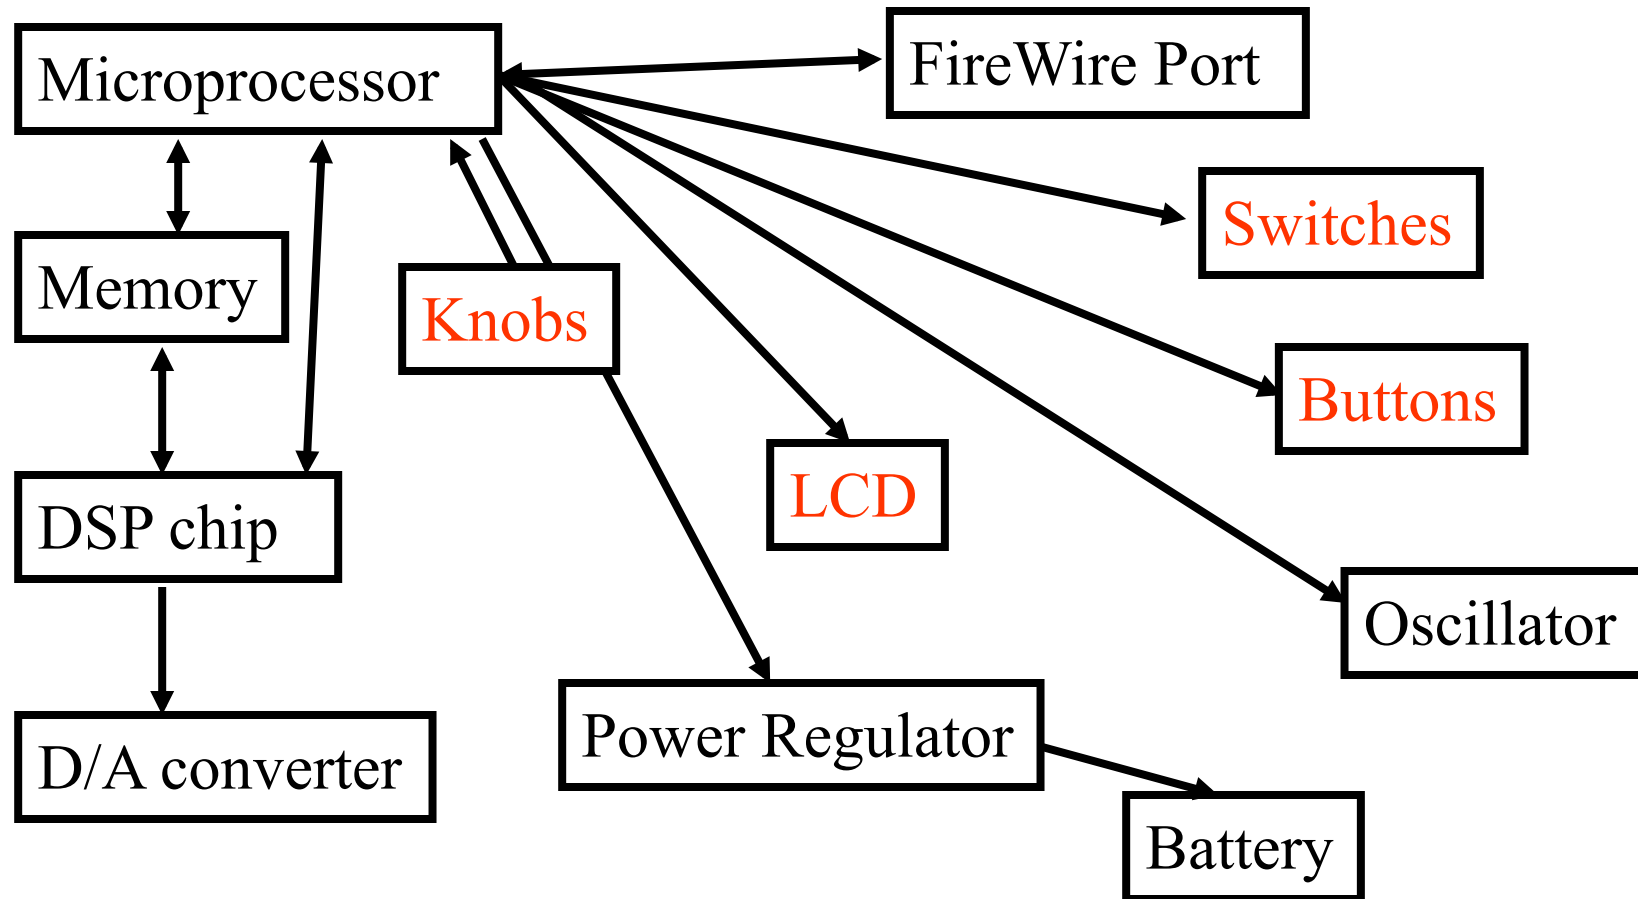 Microprocessor
FireWire Port
Switches
Memory
Knobs
Buttons
LCD
DSP chip
Oscillator
Power Regulator
D/A converter
Battery